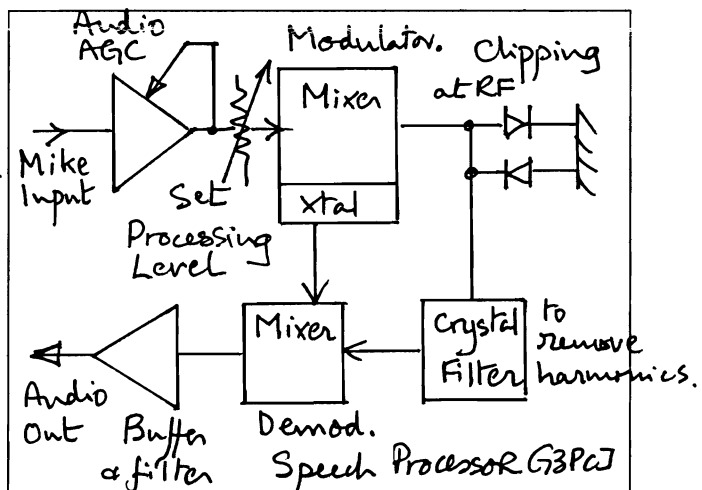 Audio
AGC
Modulator.
Clipping
at RF
Mixer
Mike
Input
Set
Processing
Level
Xtal
Mixer
Crystal
Filter
to
remove
harmonics.
Audio
Out
Buffer
& filter
Demod.
Speech Processor G3PCJ